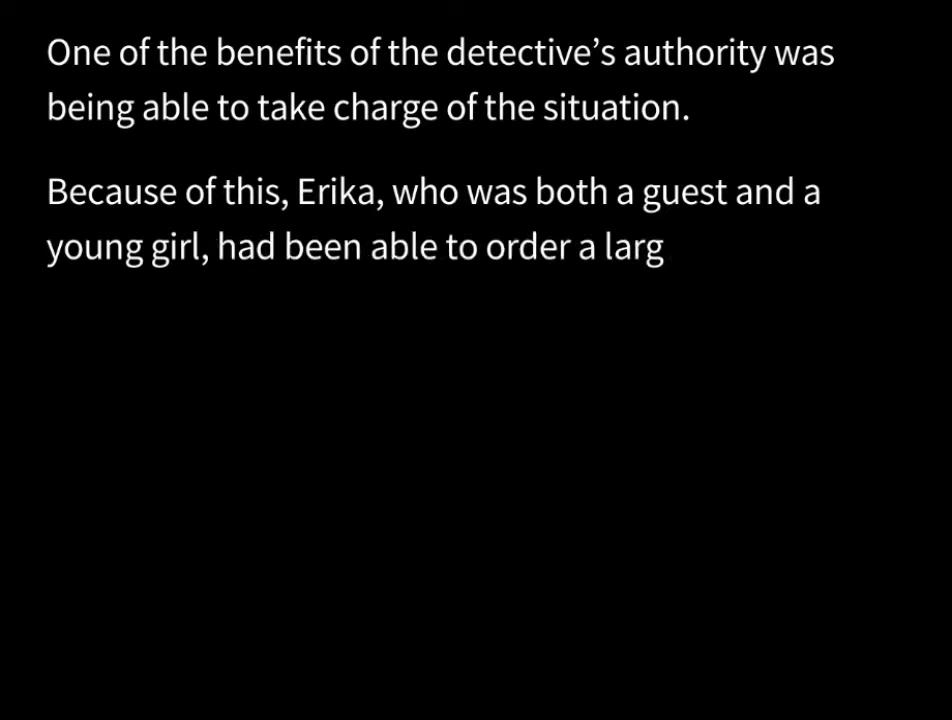 One of the benefits of the detective’s authority was
being able to take charge of the situation.
Because of this, Erika, who was both a guest and a
young girl, had been able to order a larg